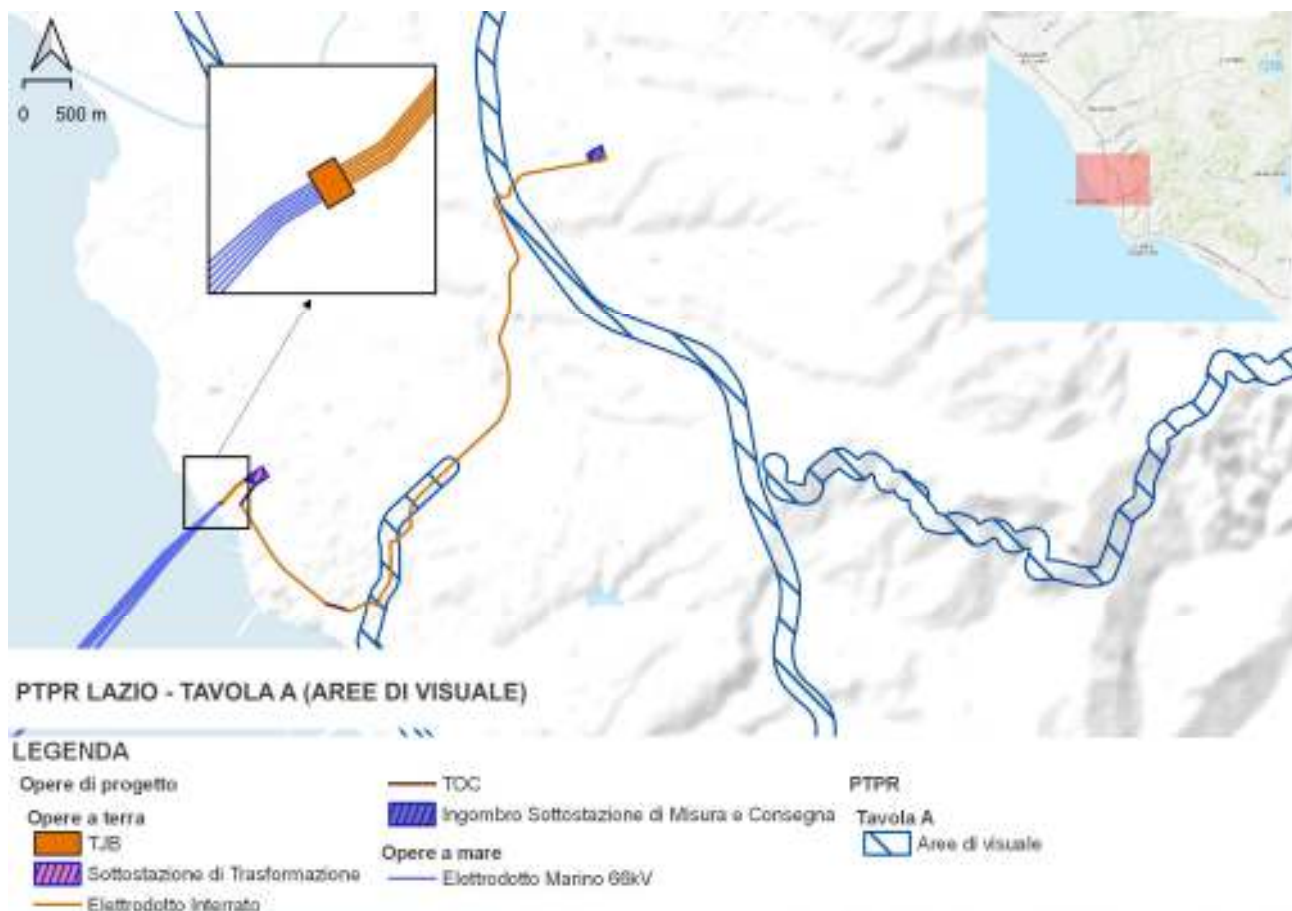 0 500 m
PTPR LAZIO - TAVOLA A (AREE DI VISUALE)
LEGENDA
Opere di progetto
Opere a terra
TJB
Sottostazione di Trasformazione
Elettrodotto Interrato
TOC
Ingombro Sottostazione di Misura e Consegna
Opere a mare
Elettrodotto Marino 66kV
PTPR
Tavola A
Aree di visuale